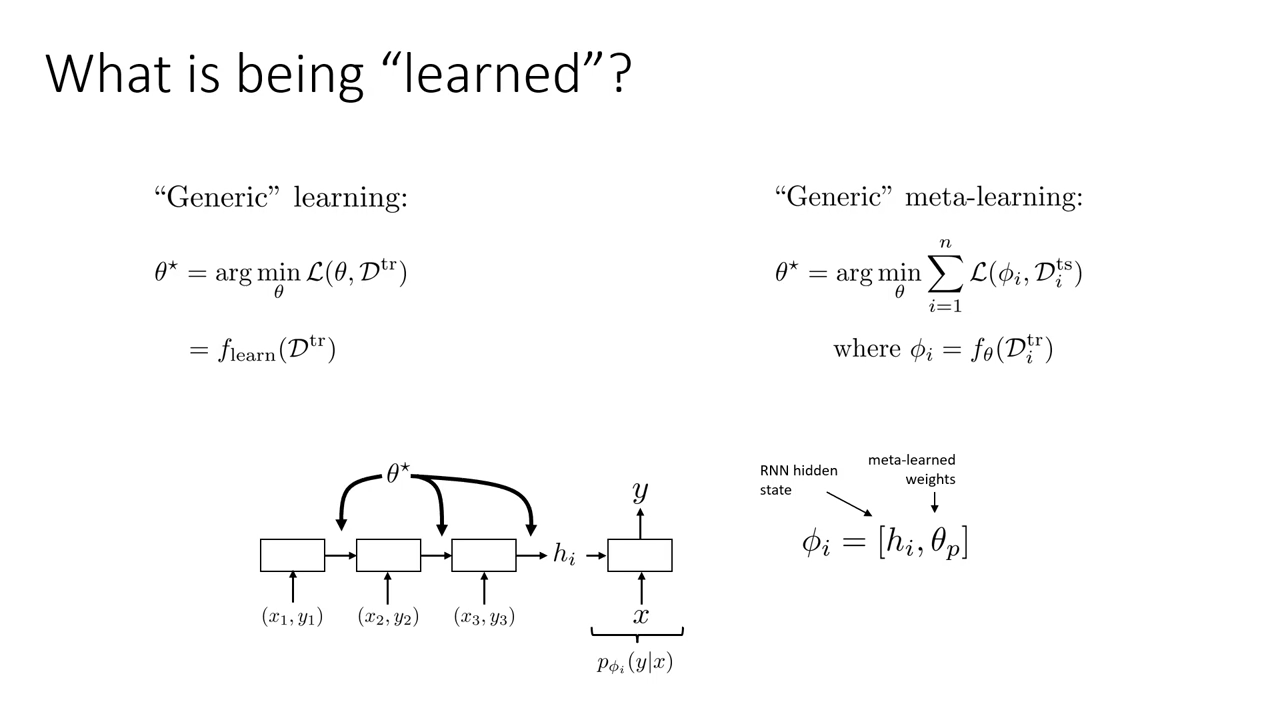 What is being “learned”?
“Generic” learning:
θ⋆ = arg min_θ ℒ(θ, 𝒟^tr)
= f_learn(𝒟^tr)
“Generic” meta-learning:
θ⋆ = arg min_θ ∑_{i=1}^{n} ℒ(ϕ_i, 𝒟_i^ts)
where ϕ_i = f_θ(𝒟_i^tr)
θ⋆
h_i
y
(x_1, y_1) (x_2, y_2) (x_3, y_3)
x
p_{ϕ_i}(y|x)
RNN hidden
state
meta-learned
weights
ϕ_i = [h_i, θ_p]